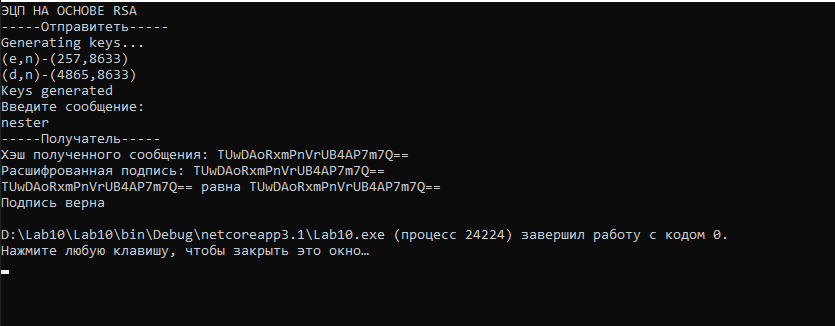 ЭЦП НА ОСНОВЕ RSA
-----Отправитеть-----
Generating keys...
(e,n)-(257,8633)
(d,n)-(4865,8633)
Keys generated
Введите сообщение:
nester
-----Получатель-----
Хэш полученного сообщения: TUwDAoRxmPnVrUB4AP7m7Q==
Расшифрованная подпись: TUwDAoRxmPnVrUB4AP7m7Q==
TUwDAoRxmPnVrUB4AP7m7Q== равна TUwDAoRxmPnVrUB4AP7m7Q==
Подпись верна
D:\Lab10\Lab10\bin\Debug\netcoreapp3.1\Lab10.exe (процесс 24224) завершил работу с кодом 0.
Нажмите любую клавишу, чтобы закрыть это окно…